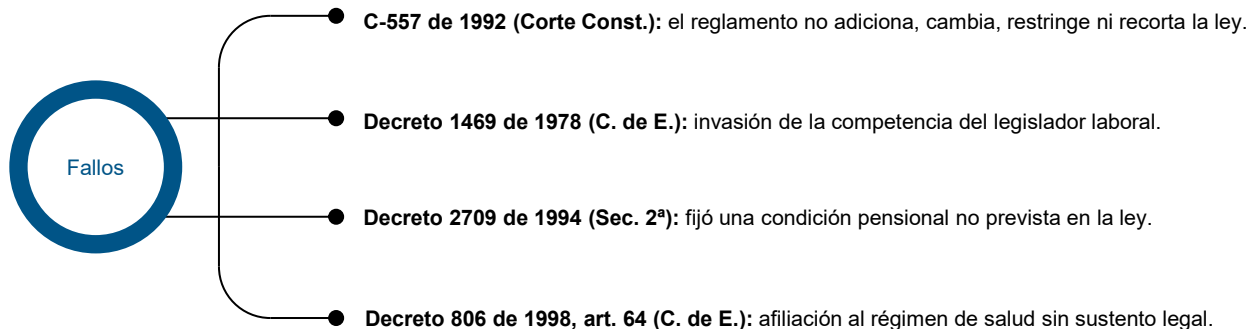 C-557 de 1992 (Corte Const.): el reglamento no adiciona, cambia, restringe ni recorta la ley.
Decreto 1469 de 1978 (C. de E.): invasión de la competencia del legislador laboral.
Fallos
Decreto 2709 de 1994 (Sec. 2ª): fijó una condición pensional no prevista en la ley.
Decreto 806 de 1998, art. 64 (C. de E.): afiliación al régimen de salud sin sustento legal.